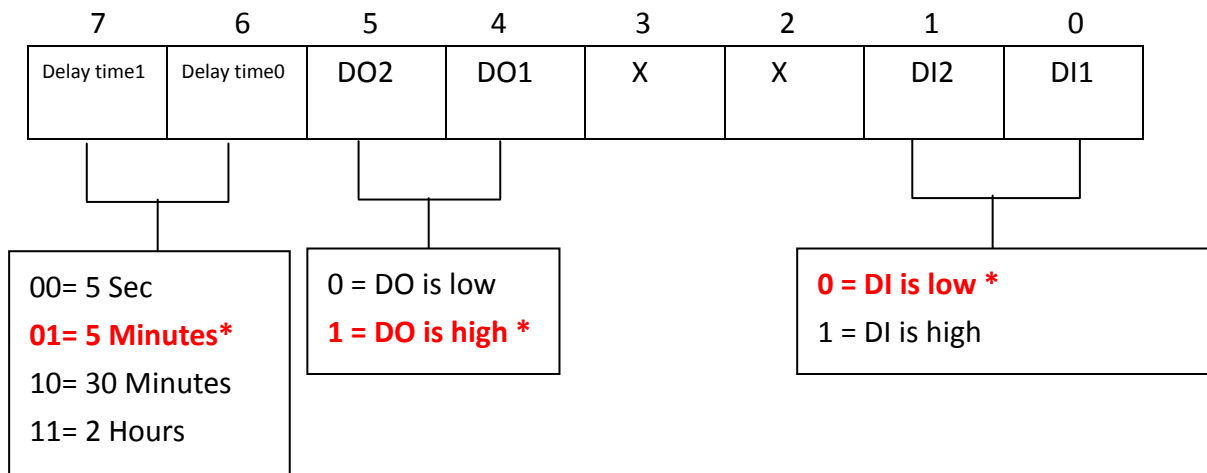 7 6 5 4 3 2 1 0
Delay time1 Delay time0 DO2 DO1 X X DI2 DI1
00= 5 Sec
01= 5 Minutes*
10= 30 Minutes
11= 2 Hours
0 = DO is low
1 = DO is high *
0 = DI is low *
1 = DI is high